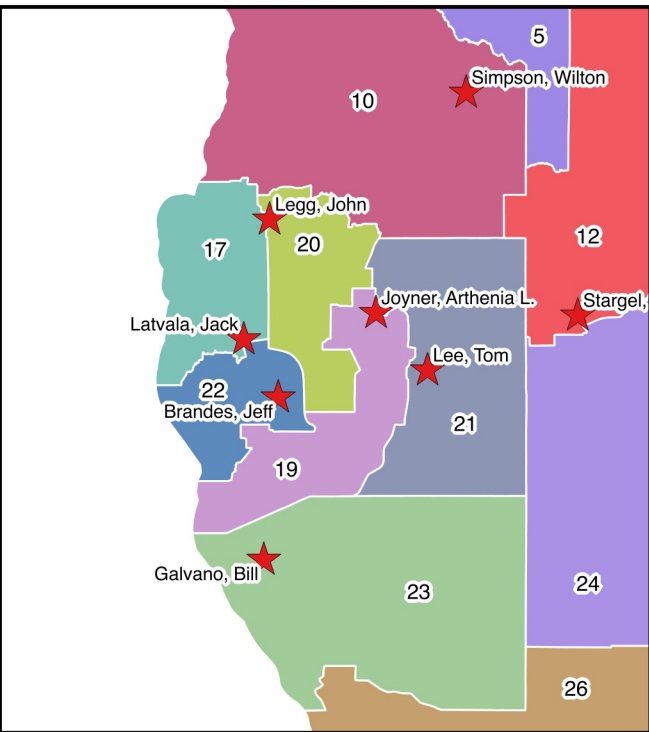 5
Simpson, Wilton
10
Legg, John
17
20
12
Joyner, Arthenia L.
Stargel,
Latvala, Jack
Lee, Tom
22
Brandes, Jeff
21
19
Galvano, Bill
23
24
26